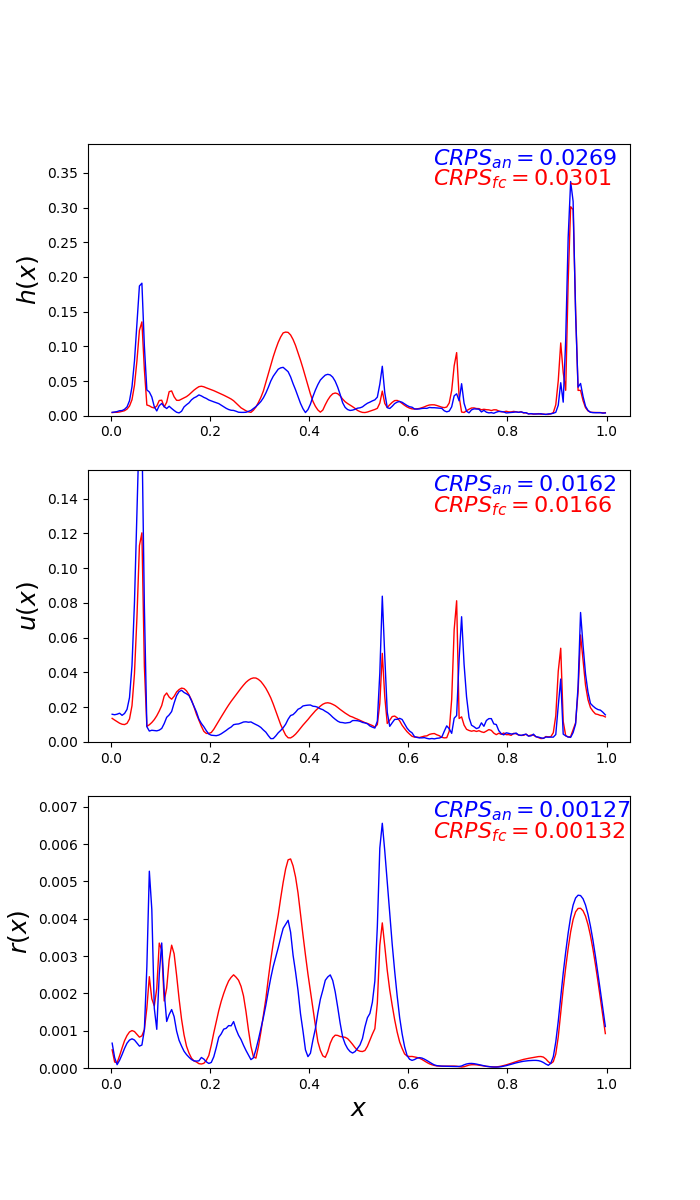 CRPS_an = 0.0269
CRPS_fc = 0.0301
0.35
0.30
0.25
0.20
0.15
0.10
0.05
0.00
h(x)
0.0 0.2 0.4 0.6 0.8 1.0
CRPS_an = 0.0162
CRPS_fc = 0.0166
0.14
0.12
0.10
0.08
0.06
0.04
0.02
0.00
u(x)
0.0 0.2 0.4 0.6 0.8 1.0
CRPS_an = 0.00127
CRPS_fc = 0.00132
0.007
0.006
0.005
0.004
0.003
0.002
0.001
0.000
r(x)
0.0 0.2 0.4 0.6 0.8 1.0
x